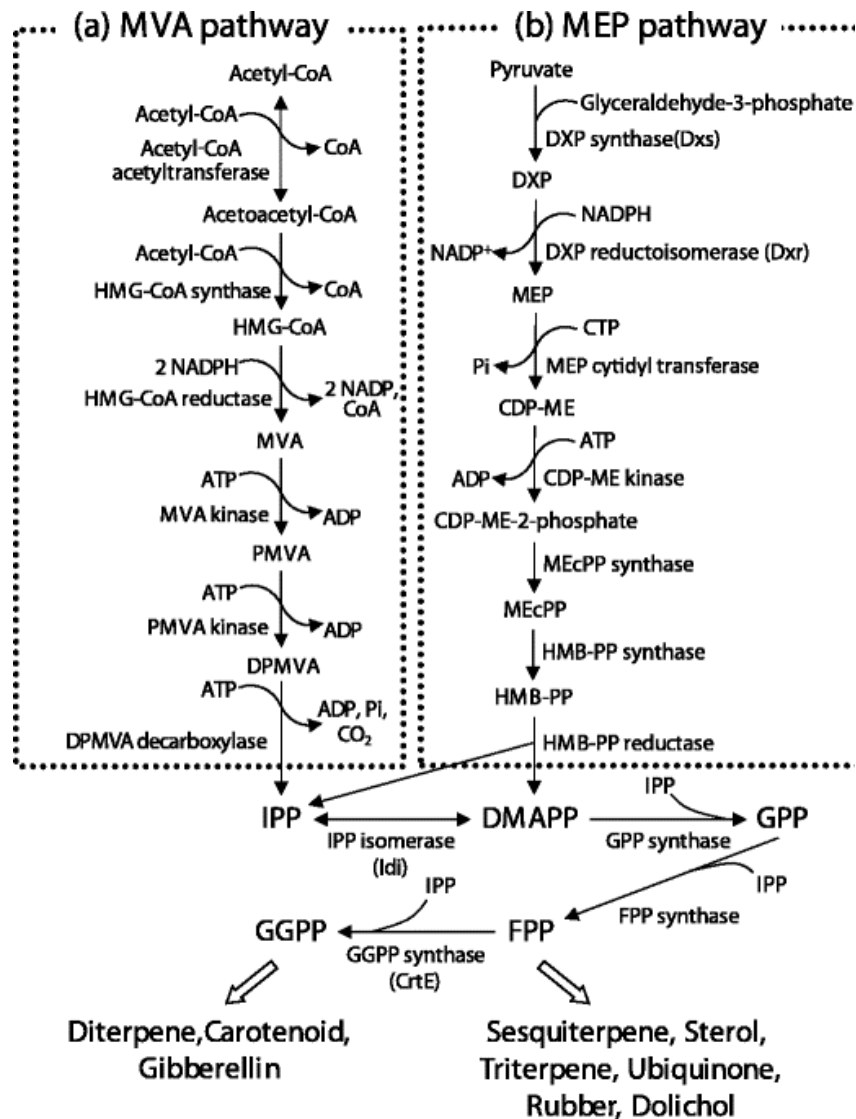 (a) MVA pathway
Acetyl-CoA
Acetyl-CoA
CoA
Acetyl-CoA
acetyltransferase
Acetoacetyl-CoA
Acetyl-CoA
HMG-CoA synthase
CoA
HMG-CoA
2 NADPH
HMG-CoA reductase
2 NADP,
CoA
MVA
ATP
MVA kinase
ADP
PMVA
ATP
PMVA kinase
ADP
DPMVA
ATP
ADP, Pi,
CO₂
DPMVA decarboxylase
(b) MEP pathway
Pyruvate
Glyceraldehyde-3-phosphate
DXP synthase(Dxs)
DXP
NADPH
NADP⁺
DXP reductoisomerase (Dxr)
MEP
CTP
Pi
MEP cytidyl transferase
CDP-ME
ATP
ADP
CDP-ME kinase
CDP-ME-2-phosphate
MEcPP synthase
MEcPP
HMB-PP synthase
HMB-PP
HMB-PP reductase
IPP
IPP isomerase
(Idi)
DMAPP
IPP
GPP synthase
GPP
IPP
FPP synthase
FPP
IPP
GGPP synthase
(CrtE)
GGPP
Diterpene,Carotenoid,
Gibberellin
Sesquiterpene, Sterol,
Triterpene, Ubiquinone,
Rubber, Dolichol